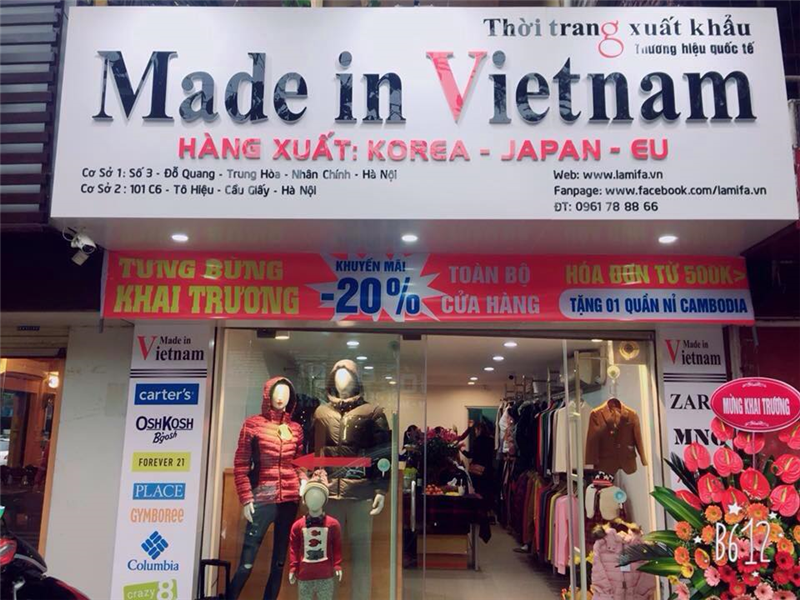 Thời trang xuất khẩu
Thương hiệu quốc tế
Made in Vietnam
HÀNG XUẤT: KOREA - JAPAN - EU
Cơ Sở 1: Số 3 - Đỗ Quang - Trung Hòa - Nhân Chính - Hà Nội
Cơ Sở 2 : 101 C6 - Tô Hiệu - Cầu Giấy - Hà Nội
Web: www.lamifa.vn
Fanpage: www.facebook.com/lamifa.vn
ĐT: 0961 78 88 66
TƯNG BỪNG
KHAI TRƯƠNG
KHUYẾN MÃI
-20%
TOÀN BỘ
CỬA HÀNG
HÓA ĐƠN TỪ 500K>
TẶNG 01 QUẦN NỈ CAMBODIA
Made in
Vietnam
carter's
OSHKOSH
B'gosh
FOREVER 21
PLACE
GYMBOREE
Columbia
crazy8
Made in
Vietnam
ZAR
MNG
MỪNG KHAI TRƯƠNG
B612